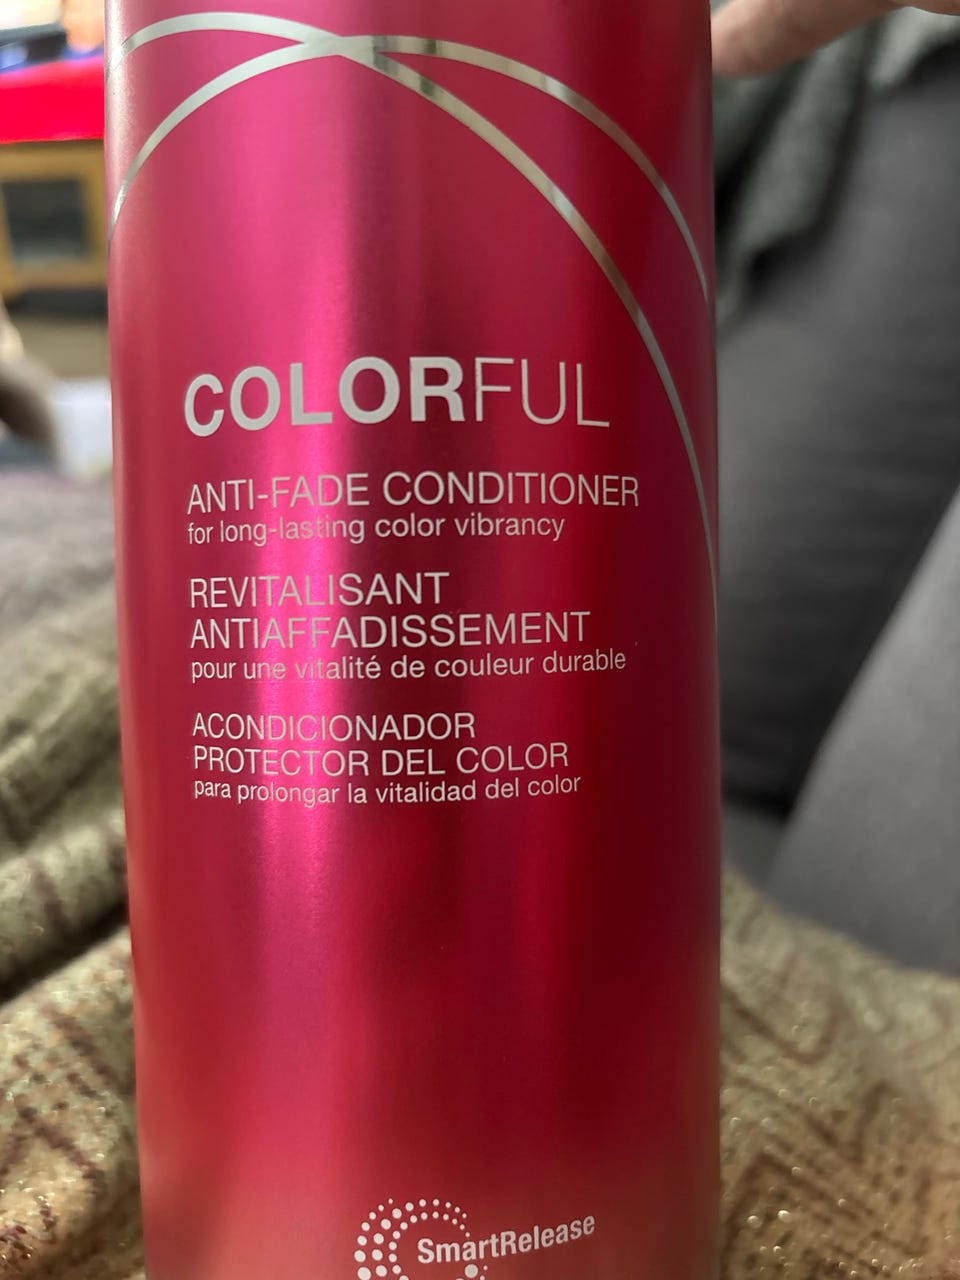 COLORFUL
ANTI-FADE CONDITIONER
for long-lasting color vibrancy
REVITALISANT
ANTIAFFADISSEMENT
pour une vitalité de couleur durable
ACONDICIONADOR
PROTECTOR DEL COLOR
para prolongar la vitalidad del color
SmartRelease